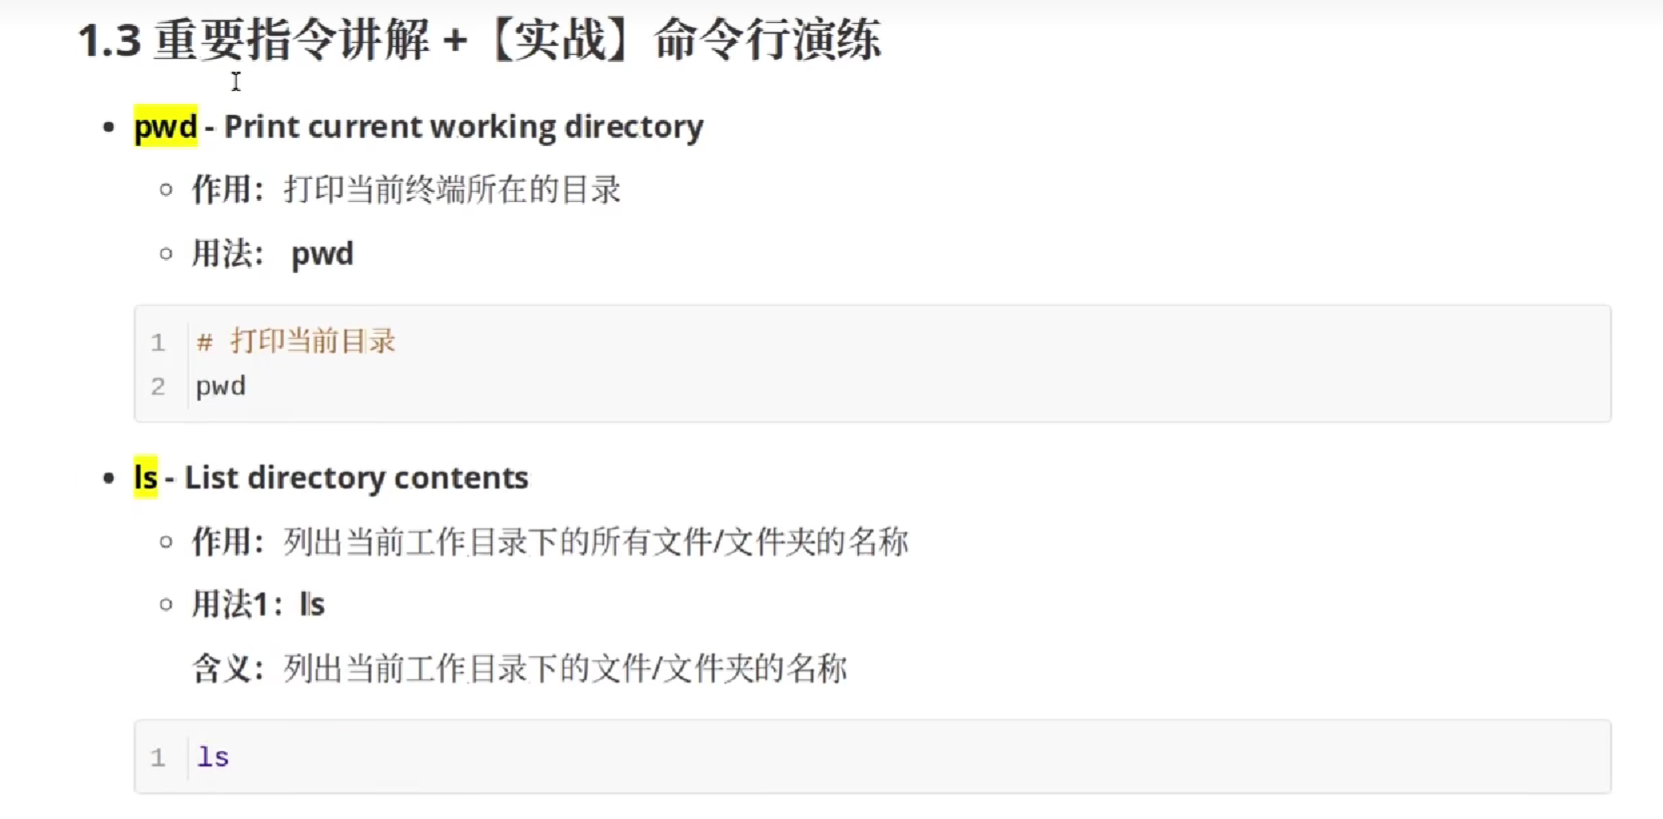 1.3 重要指令讲解 +【实战】命令行演练
pwd - Print current working directory
作用：打印当前终端所在的目录
用法： pwd
1 # 打印当前目录
2 pwd
ls - List directory contents
作用：列出当前工作目录下的所有文件/文件夹的名称
用法1：ls
含义：列出当前工作目录下的文件/文件夹的名称
1 ls